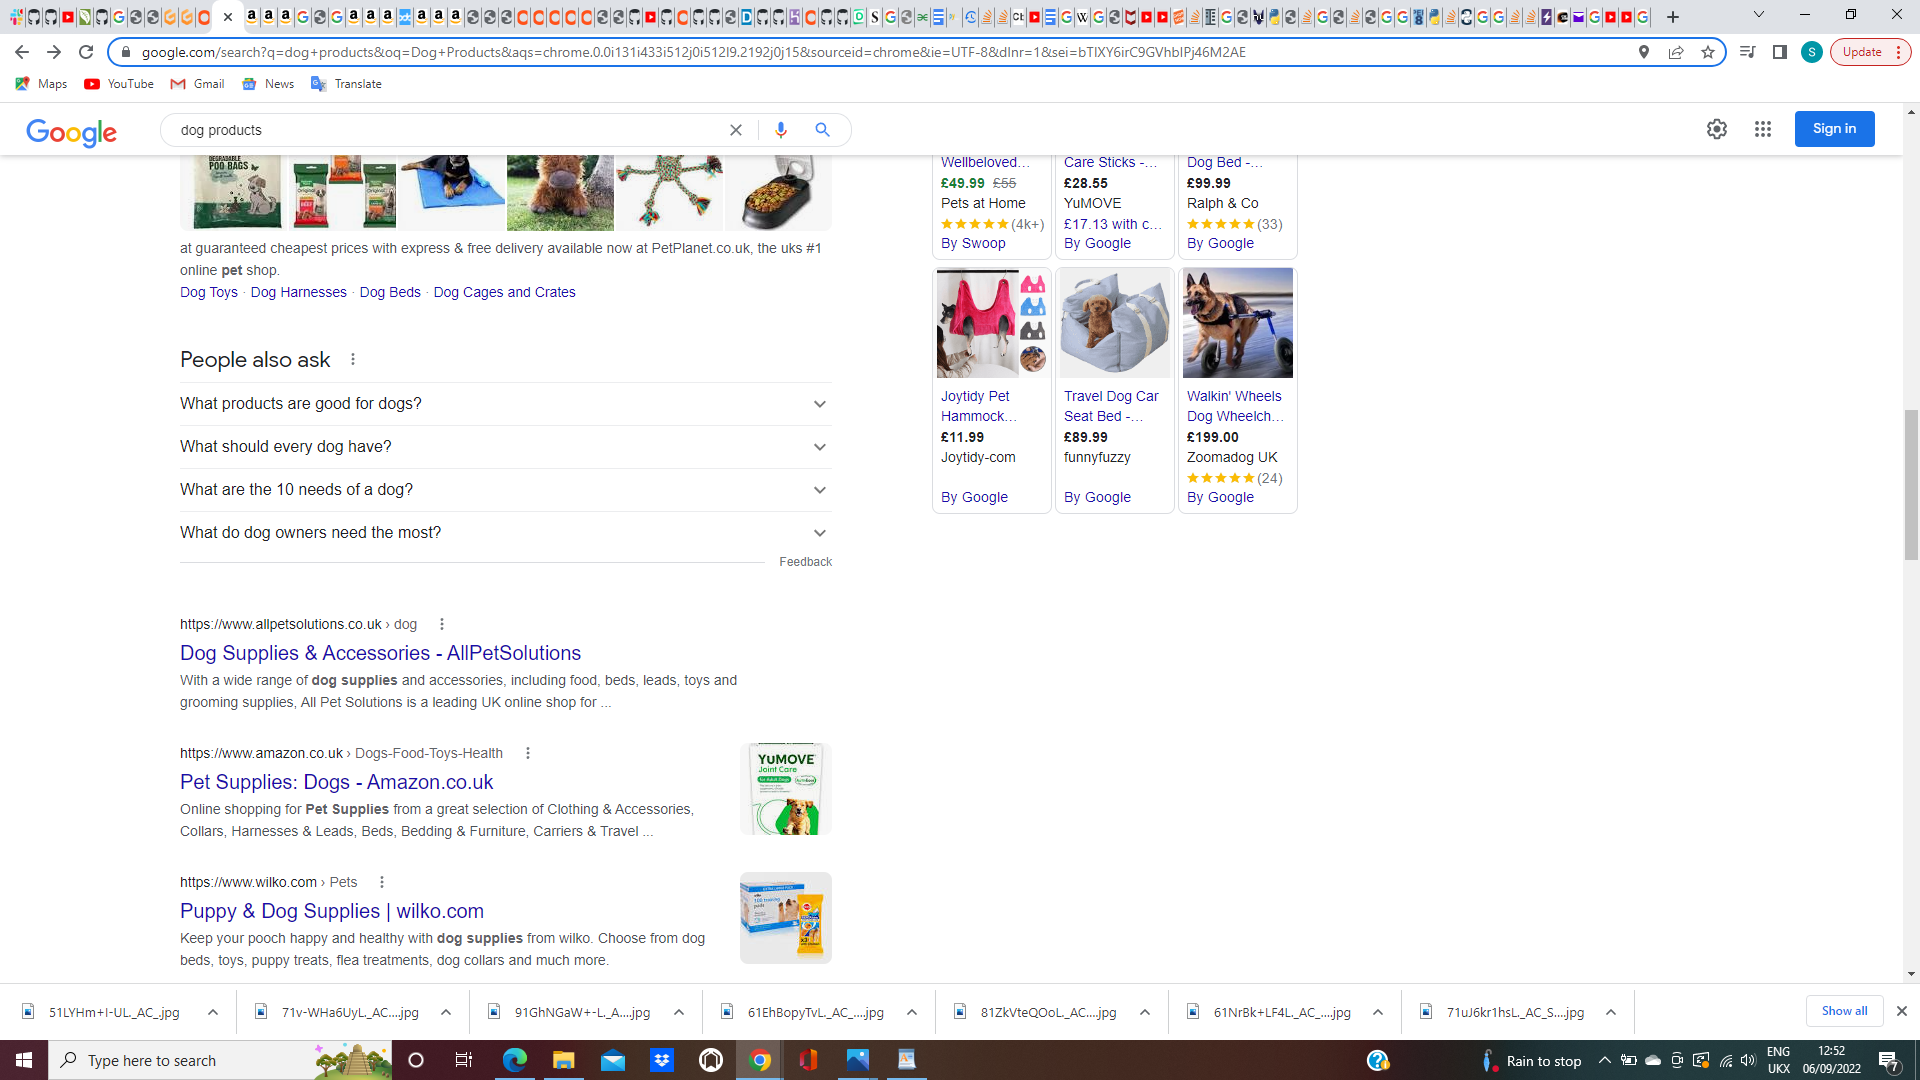 google.com/search?q=dog+products&oq=Dog+Products&aqs=chrome.0.0i131i433i512j0i512l9.2192j0j15&sourceid=chrome&ie=UTF-8&dlnr=1&sei=bTIXY6irC9GVhbIPj46M2AE
S
Update
Maps YouTube Gmail News Translate
Google
dog products
Sign in
DEGRADABLE
POO BAGS
at guaranteed cheapest prices with express & free delivery available now at PetPlanet.co.uk, the uks #1
online pet shop.
Dog Toys · Dog Harnesses · Dog Beds · Dog Cages and Crates
People also ask
What products are good for dogs?
What should every dog have?
What are the 10 needs of a dog?
What do dog owners need the most?
Feedback
https://www.allpetsolutions.co.uk › dog
Dog Supplies & Accessories - AllPetSolutions
With a wide range of dog supplies and accessories, including food, beds, leads, toys and
grooming supplies, All Pet Solutions is a leading UK online shop for ...
https://www.amazon.co.uk › Dogs-Food-Toys-Health
Pet Supplies: Dogs - Amazon.co.uk
Online shopping for Pet Supplies from a great selection of Clothing & Accessories,
Collars, Harnesses & Leads, Beds, Bedding & Furniture, Carriers & Travel ...
YuMOVE
Joint Care
https://www.wilko.com › Pets
Puppy & Dog Supplies | wilko.com
Keep your pooch happy and healthy with dog supplies from wilko. Choose from dog
beds, toys, puppy treats, flea treatments, dog collars and much more.
Wellbeloved...
£49.99 £55
Pets at Home
(4k+)
By Swoop
Care Sticks -...
£28.55
YuMOVE
£17.13 with c...
By Google
Dog Bed -...
£99.99
Ralph & Co
(33)
By Google
Joytidy Pet
Hammock...
£11.99
Joytidy-com
By Google
Travel Dog Car
Seat Bed -...
£89.99
funnyfuzzy
By Google
Walkin' Wheels
Dog Wheelch...
£199.00
Zoomadog UK
(24)
By Google
51LYHm+I-UL._AC_.jpg
71v-WHa6UyL._AC....jpg
91GhNGaW+-L._A....jpg
61EhBopyTvL._AC_....jpg
81ZkVteQOoL._AC....jpg
61NrBk+LF4L._AC_....jpg
71uJ6kr1hsL._AC_S....jpg
Show all
Type here to search
Rain to stop
ENG
UKX
12:52
06/09/2022
7